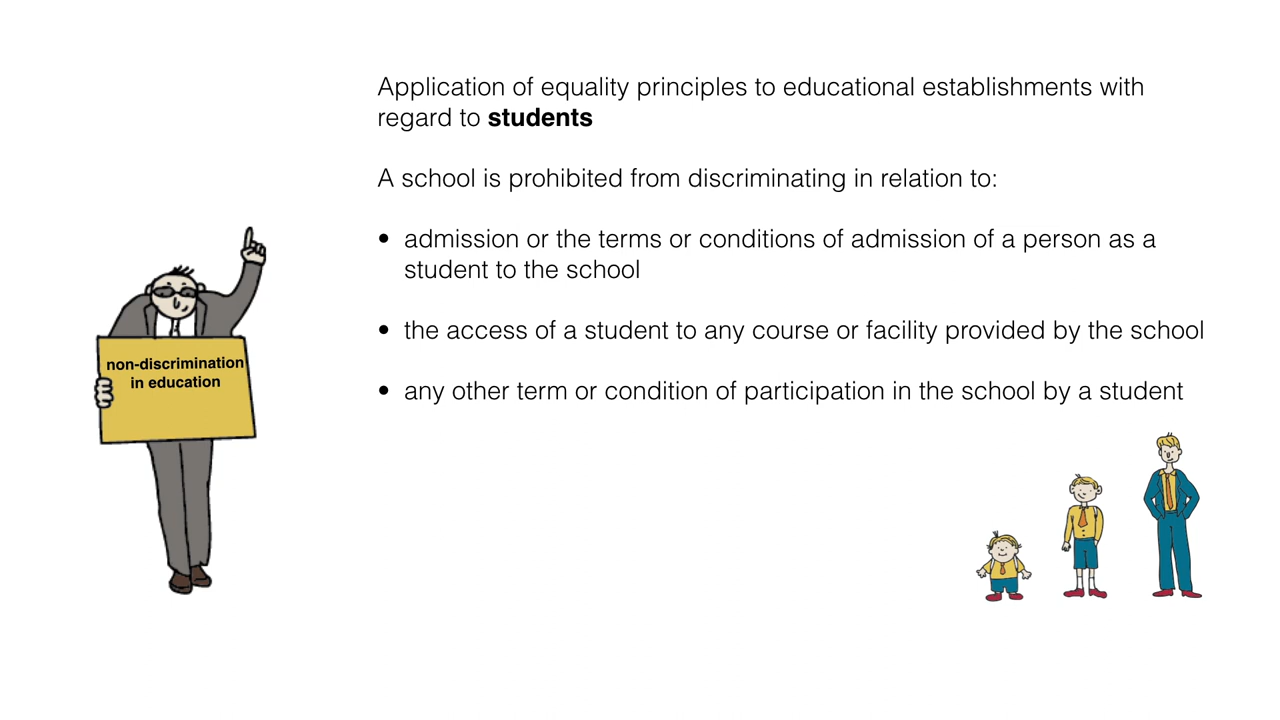 Application of equality principles to educational establishments with
regard to students
A school is prohibited from discriminating in relation to:
• admission or the terms or conditions of admission of a person as a
student to the school
• the access of a student to any course or facility provided by the school
• any other term or condition of participation in the school by a student
non-discrimination
in education